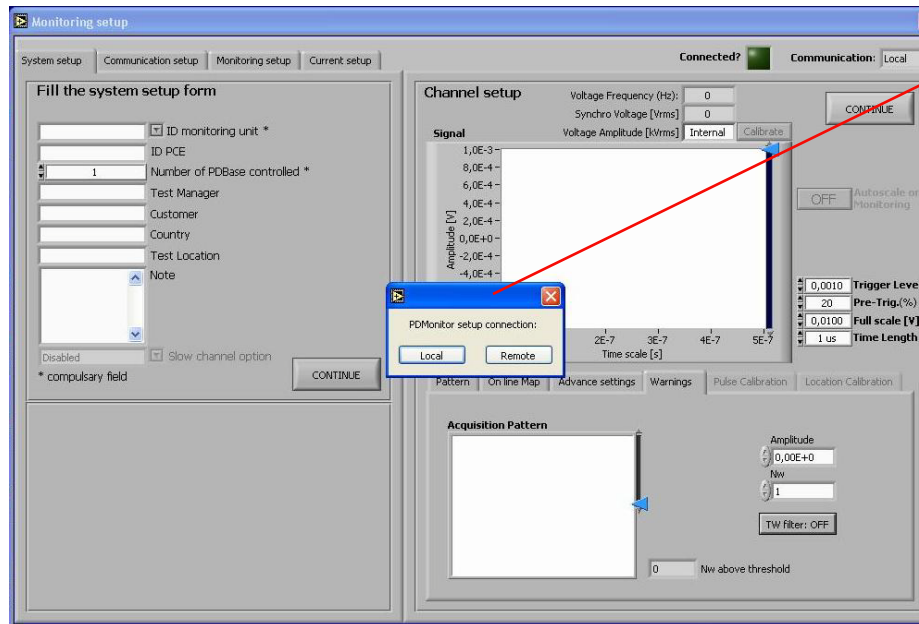 Monitoring setup
System setup
Communication setup
Monitoring setup
Current setup
Connected?
Communication:
Local
Fill the system setup form
ID monitoring unit *
ID PCE
1
Number of PDBase controlled *
Test Manager
Customer
Country
Test Location
Note
Disabled
Slow channel option
* compulsary field
CONTINUE
Channel setup
Voltage Frequency (Hz):
0
Synchro Voltage [Vrms]
0
Voltage Amplitude [kVrms]
Internal
Calibrate
CONTINUE
Signal
1,0E-3
8,0E-4
6,0E-4
4,0E-4
2,0E-4
0,0E+0
-2,0E-4
-4,0E-4
Amplitude [V]
2E-7
3E-7
4E-7
5E-7
Time scale [s]
OFF
Autoscale or
Monitoring
0,0010
Trigger Leve
20
Pre-Trig.(%)
0,0100
Full scale [V]
1 us
Time Length
PDMonitor setup connection:
Local
Remote
Pattern
On line Map
Advance settings
Warnings
Pulse Calibration
Location Calibration
Acquisition Pattern
Amplitude
0,00E+0
Nw
1
TW filter: OFF
0
Nw above threshold